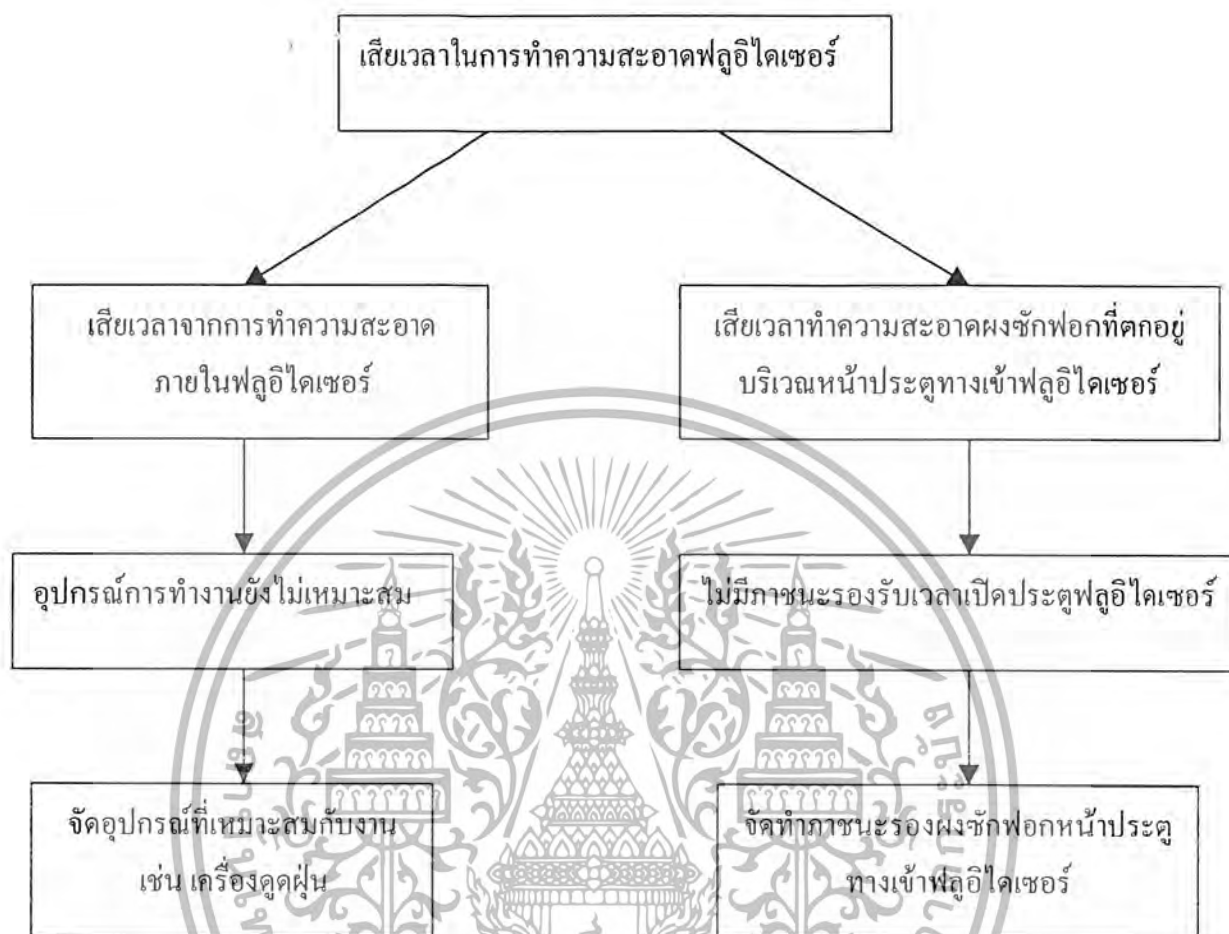 เสียเวลาในการทำความสะอาดฟลูอิไดเซอร์
เสียเวลาจากการทำความสะอาด
ภายในฟลูอิไดเซอร์
เสียเวลาทำความสะอาดผงซักฟอกที่ตกอยู่
บริเวณหน้าประตูทางเข้าฟลูอิไดเซอร์
อุปกรณ์การทำงานยังไม่เหมาะสม
ไม่มีภาชนะรองรับเวลาเปิดประตูฟลูอิไดเซอร์
จัดอุปกรณ์ที่เหมาะสมกับงาน
เช่น เครื่องดูดฝุ่น
จัดทำภาชนะรองผงซักฟอกหน้าประตู
ทางเข้าฟลูอิไดเซอร์